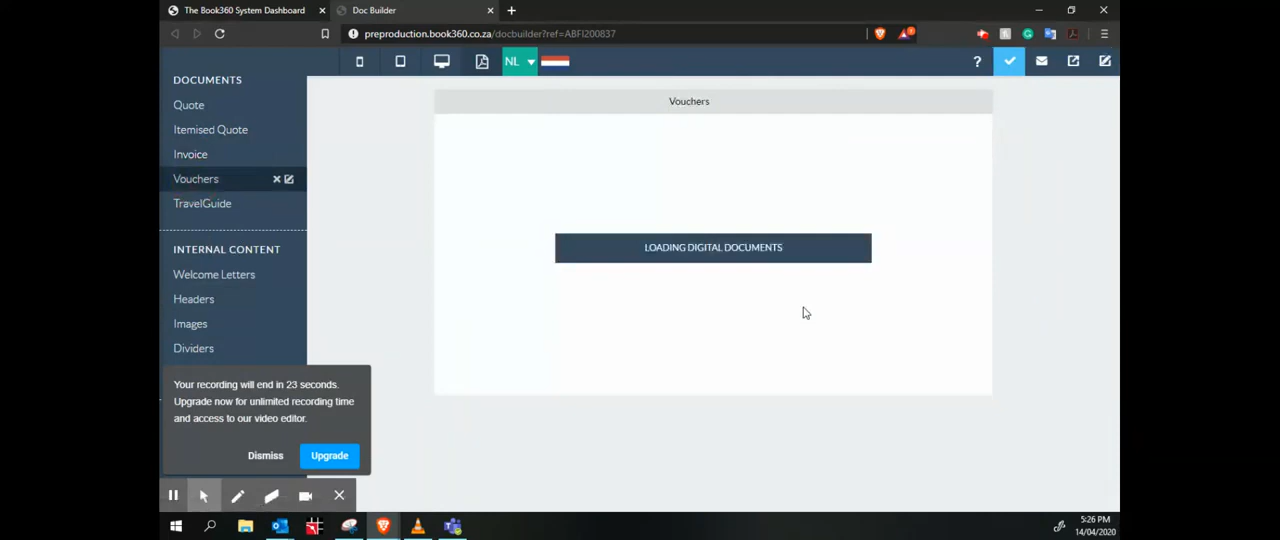 The Book360 System Dashboard
Doc Builder
preproduction.book360.co.za/docbuilder?ref=ABFI200837
NL
?
DOCUMENTS
Quote
Itemised Quote
Invoice
Vouchers
TravelGuide
INTERNAL CONTENT
Welcome Letters
Headers
Images
Dividers
Vouchers
LOADING DIGITAL DOCUMENTS
Your recording will end in 23 seconds.
Upgrade now for unlimited recording time
and access to our video editor.
Dismiss
Upgrade
5:26 PM
14/04/2020